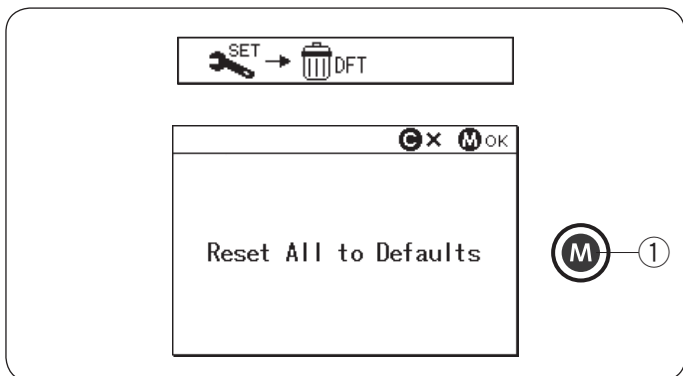 SET → DFT
C × M OK
Reset All to Defaults
M 1